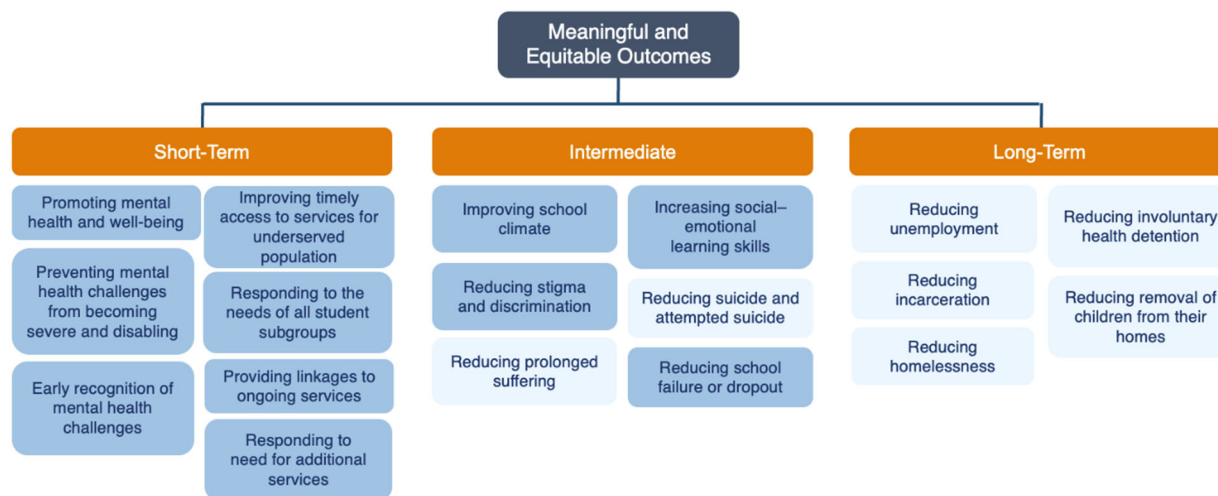 Meaningful and
Equitable Outcomes
Short-Term
Promoting mental
health and well-being
Preventing mental
health challenges
from becoming
severe and disabling
Early recognition of
mental health
challenges
Improving timely
access to services for
underserved
population
Responding to the
needs of all student
subgroups
Providing linkages to
ongoing services
Responding to
need for additional
services
Intermediate
Improving school
climate
Reducing stigma
and discrimination
Reducing prolonged
suffering
Increasing social–
emotional
learning skills
Reducing suicide and
attempted suicide
Reducing school
failure or dropout
Long-Term
Reducing
unemployment
Reducing
incarceration
Reducing
homelessness
Reducing involuntary
health detention
Reducing removal of
children from their
homes